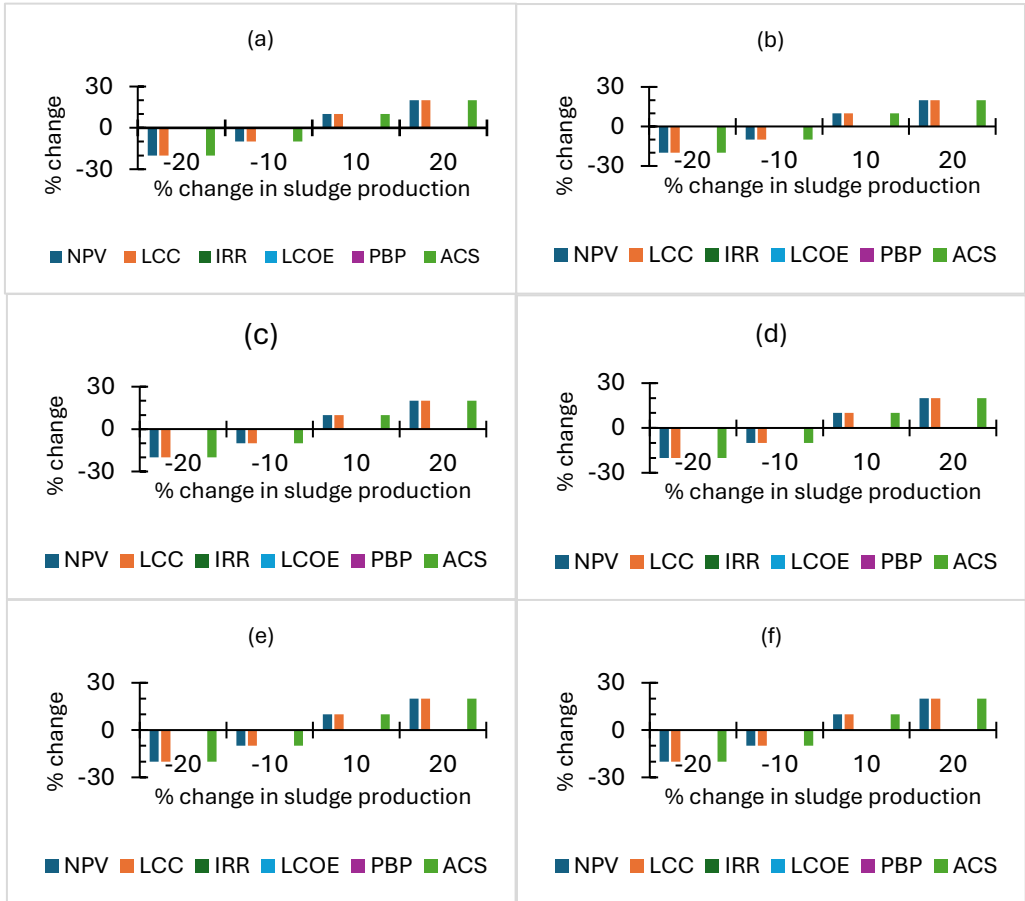 (a)
% change
30
0
-30
-20 -10 10 20
% change in sludge production
NPV LCC IRR LCOE PBP ACS
(b)
% change
30
0
-30
-20 -10 10 20
% change in sludge production
NPV LCC IRR LCOE PBP ACS
(c)
% change
30
0
-30
-20 -10 10 20
% change in sludge production
NPV LCC IRR LCOE PBP ACS
(d)
% change
30
0
-30
-20 -10 10 20
% change in sludge production
NPV LCC IRR LCOE PBP ACS
(e)
% change
30
0
-30
-20 -10 10 20
% change in sludge production
NPV LCC IRR LCOE PBP ACS
(f)
% change
30
0
-30
-20 -10 10 20
% change in sludge production
NPV LCC IRR LCOE PBP ACS